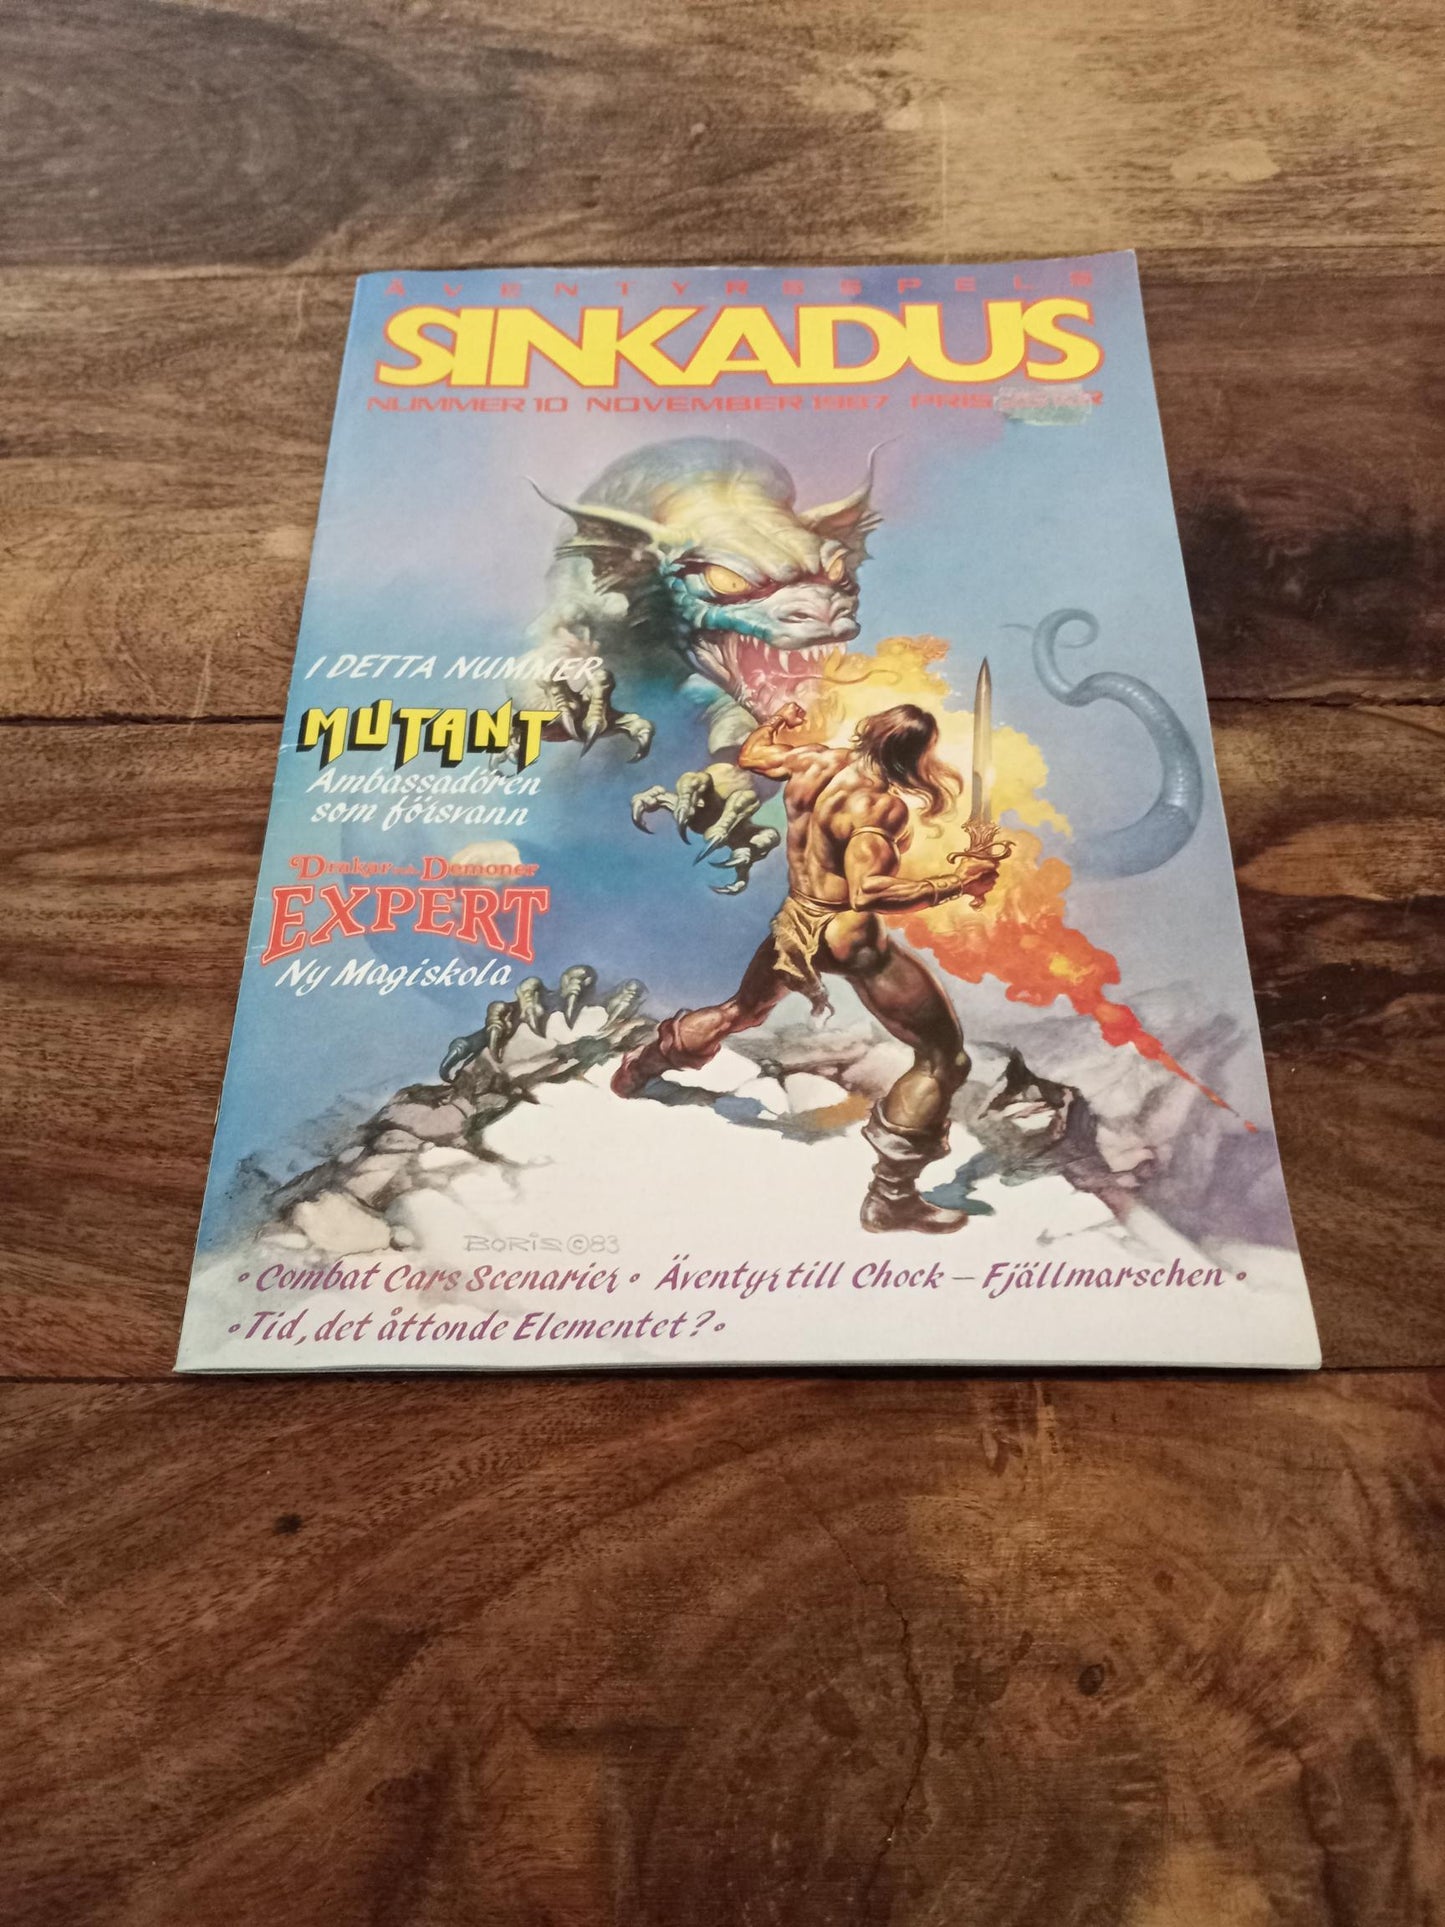 ÄVENTYRSSPELS
SINKADUS
NUMMER 10 NOVEMBER 1987 PRIS
I DETTA NUMMER
MUTANT
Ambassadören
som försvann
Drakar och Demoner
EXPERT
Ny Magiskola
BORIS © 83
• Combat Cars Scenarier • Äventyr till Chock – Fjällmarschen •
• Tid, det åttonde Elementet? •